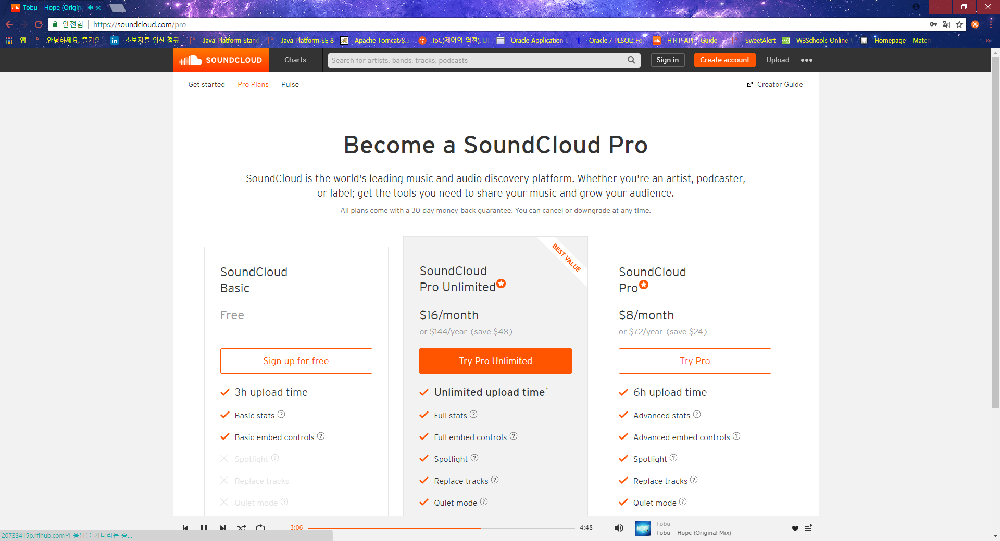 Tobu - Hope (Origin
안전함 https://soundcloud.com/pro
앱 안녕하세요. 즐거운 초보자를 위한 정규 Java Platform Stand Java Platform SE 8 Apache Tomcat/8.5 IoC(제어의 역전), D Oracle Application Oracle / PLSQL: HTTP API - Guide SweetAlert W3Schools Online Homepage - Materi
SOUNDCLOUD Charts Search for artists, bands, tracks, podcasts Sign in Create account Upload
Get started Pro Plans Pulse Creator Guide
Become a SoundCloud Pro
SoundCloud is the world's leading music and audio discovery platform. Whether you're an artist, podcaster,
or label; get the tools you need to share your music and grow your audience.
All plans come with a 30-day money-back guarantee. You can cancel or downgrade at any time.
SoundCloud
Basic
Free
Sign up for free
3h upload time
Basic stats
Basic embed controls
Spotlight
Replace tracks
Quiet mode
BEST VALUE
SoundCloud
Pro Unlimited
$16/month
or $144/year (save $48)
Try Pro Unlimited
Unlimited upload time*
Full stats
Full embed controls
Spotlight
Replace tracks
Quiet mode
SoundCloud
Pro
$8/month
or $72/year (save $24)
Try Pro
6h upload time
Advanced stats
Advanced embed controls
Spotlight
Replace tracks
Quiet mode
3:06 4:48
Tobu
Tobu - Hope (Original Mix)
20733415p.rfihub.com의 응답을 기다리는 중...